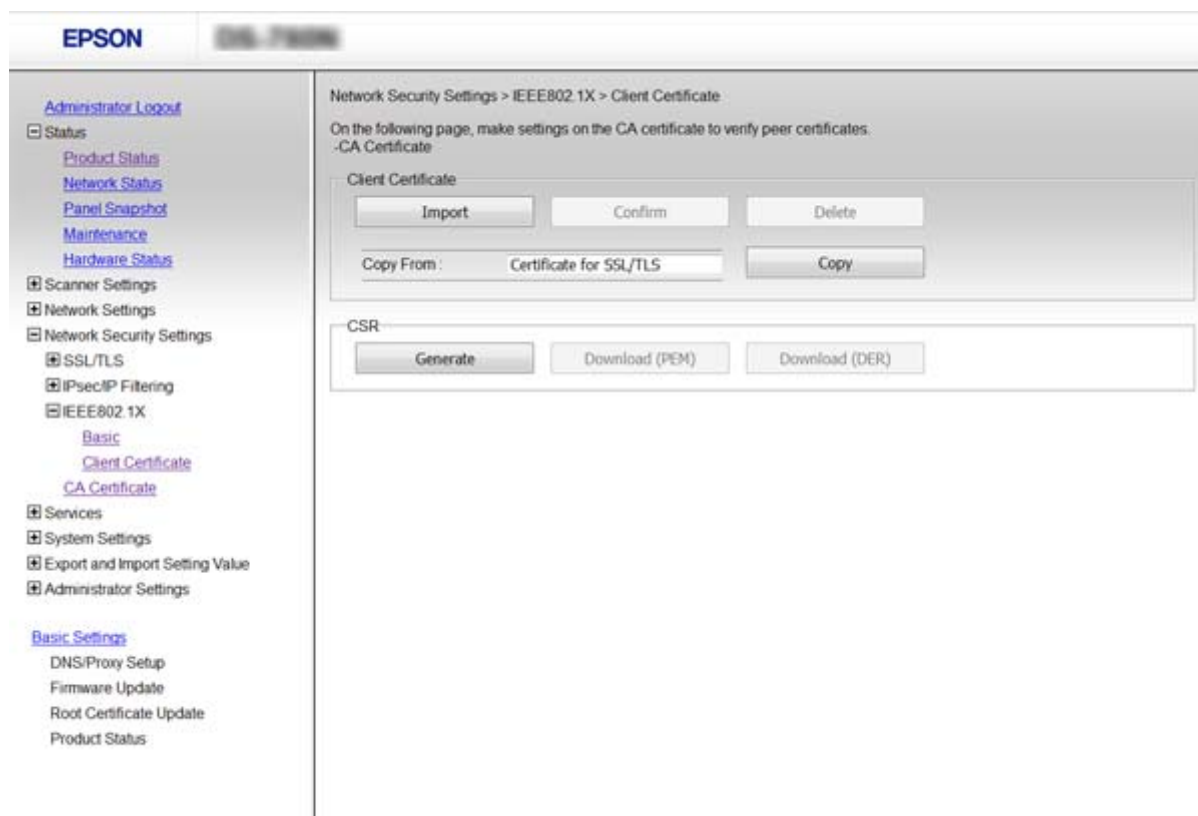 EPSON
Administrator Logout
Status
Product Status
Network Status
Panel Snapshot
Maintenance
Hardware Status
Scanner Settings
Network Settings
Network Security Settings
SSL/TLS
IPsec/IP Filtering
IEEE802.1X
Basic
Client Certificate
CA Certificate
Services
System Settings
Export and Import Setting Value
Administrator Settings
Basic Settings
DNS/Proxy Setup
Firmware Update
Root Certificate Update
Product Status
Network Security Settings > IEEE802.1X > Client Certificate
On the following page, make settings on the CA certificate to verify peer certificates.
-CA Certificate
Client Certificate
Import Confirm Delete
Copy From : Certificate for SSL/TLS Copy
CSR
Generate Download (PEM) Download (DER)